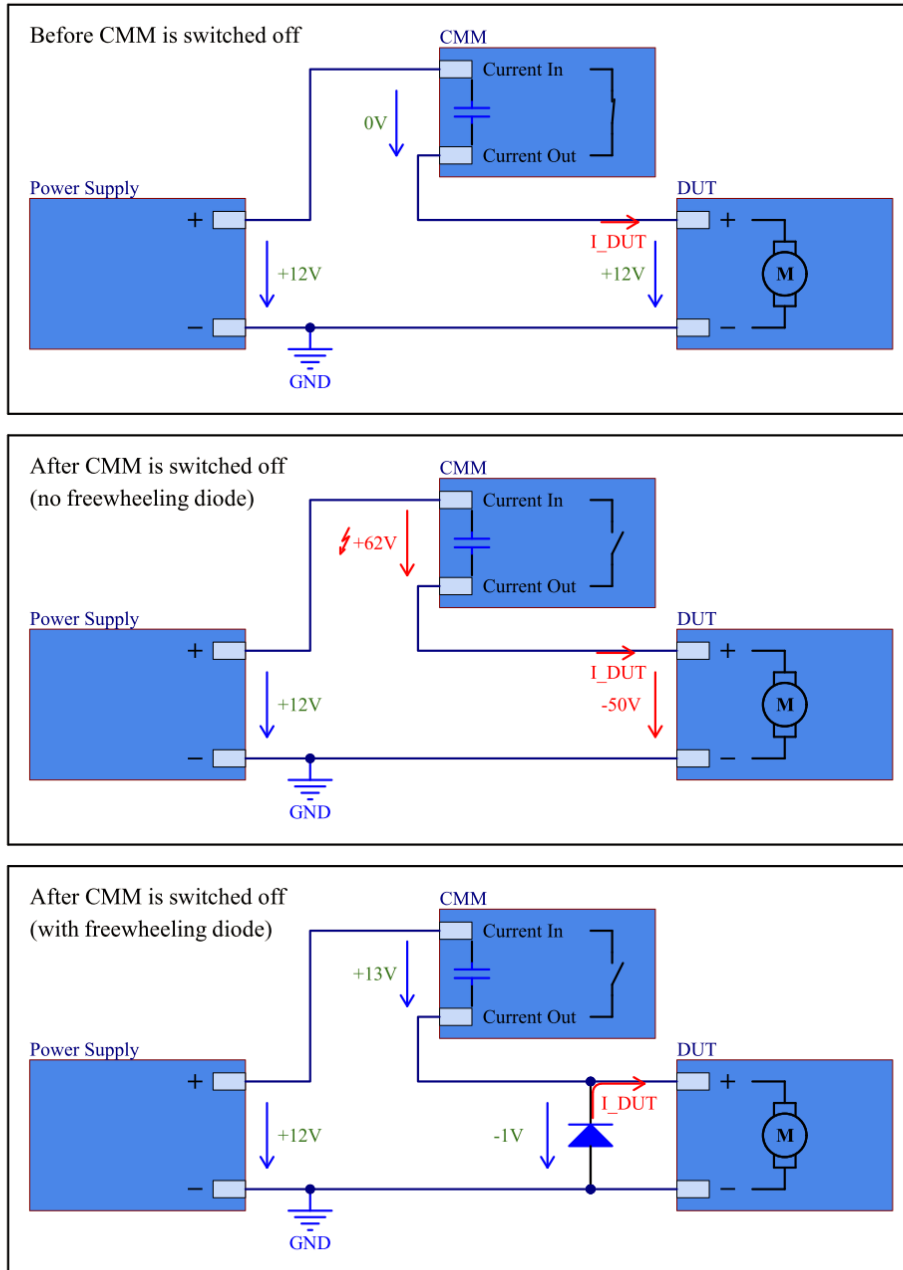 Before CMM is switched off
CMM
Current In
0V
Current Out
Power Supply
DUT
+
+
I_DUT
+12V
+12V
M
−
−
GND
After CMM is switched off
(no freewheeling diode)
CMM
Current In
+62V
Current Out
Power Supply
DUT
+
+
I_DUT
+12V
-50V
M
−
−
GND
After CMM is switched off
(with freewheeling diode)
CMM
Current In
+13V
Current Out
Power Supply
DUT
+
+
I_DUT
+12V
-1V
M
−
−
GND